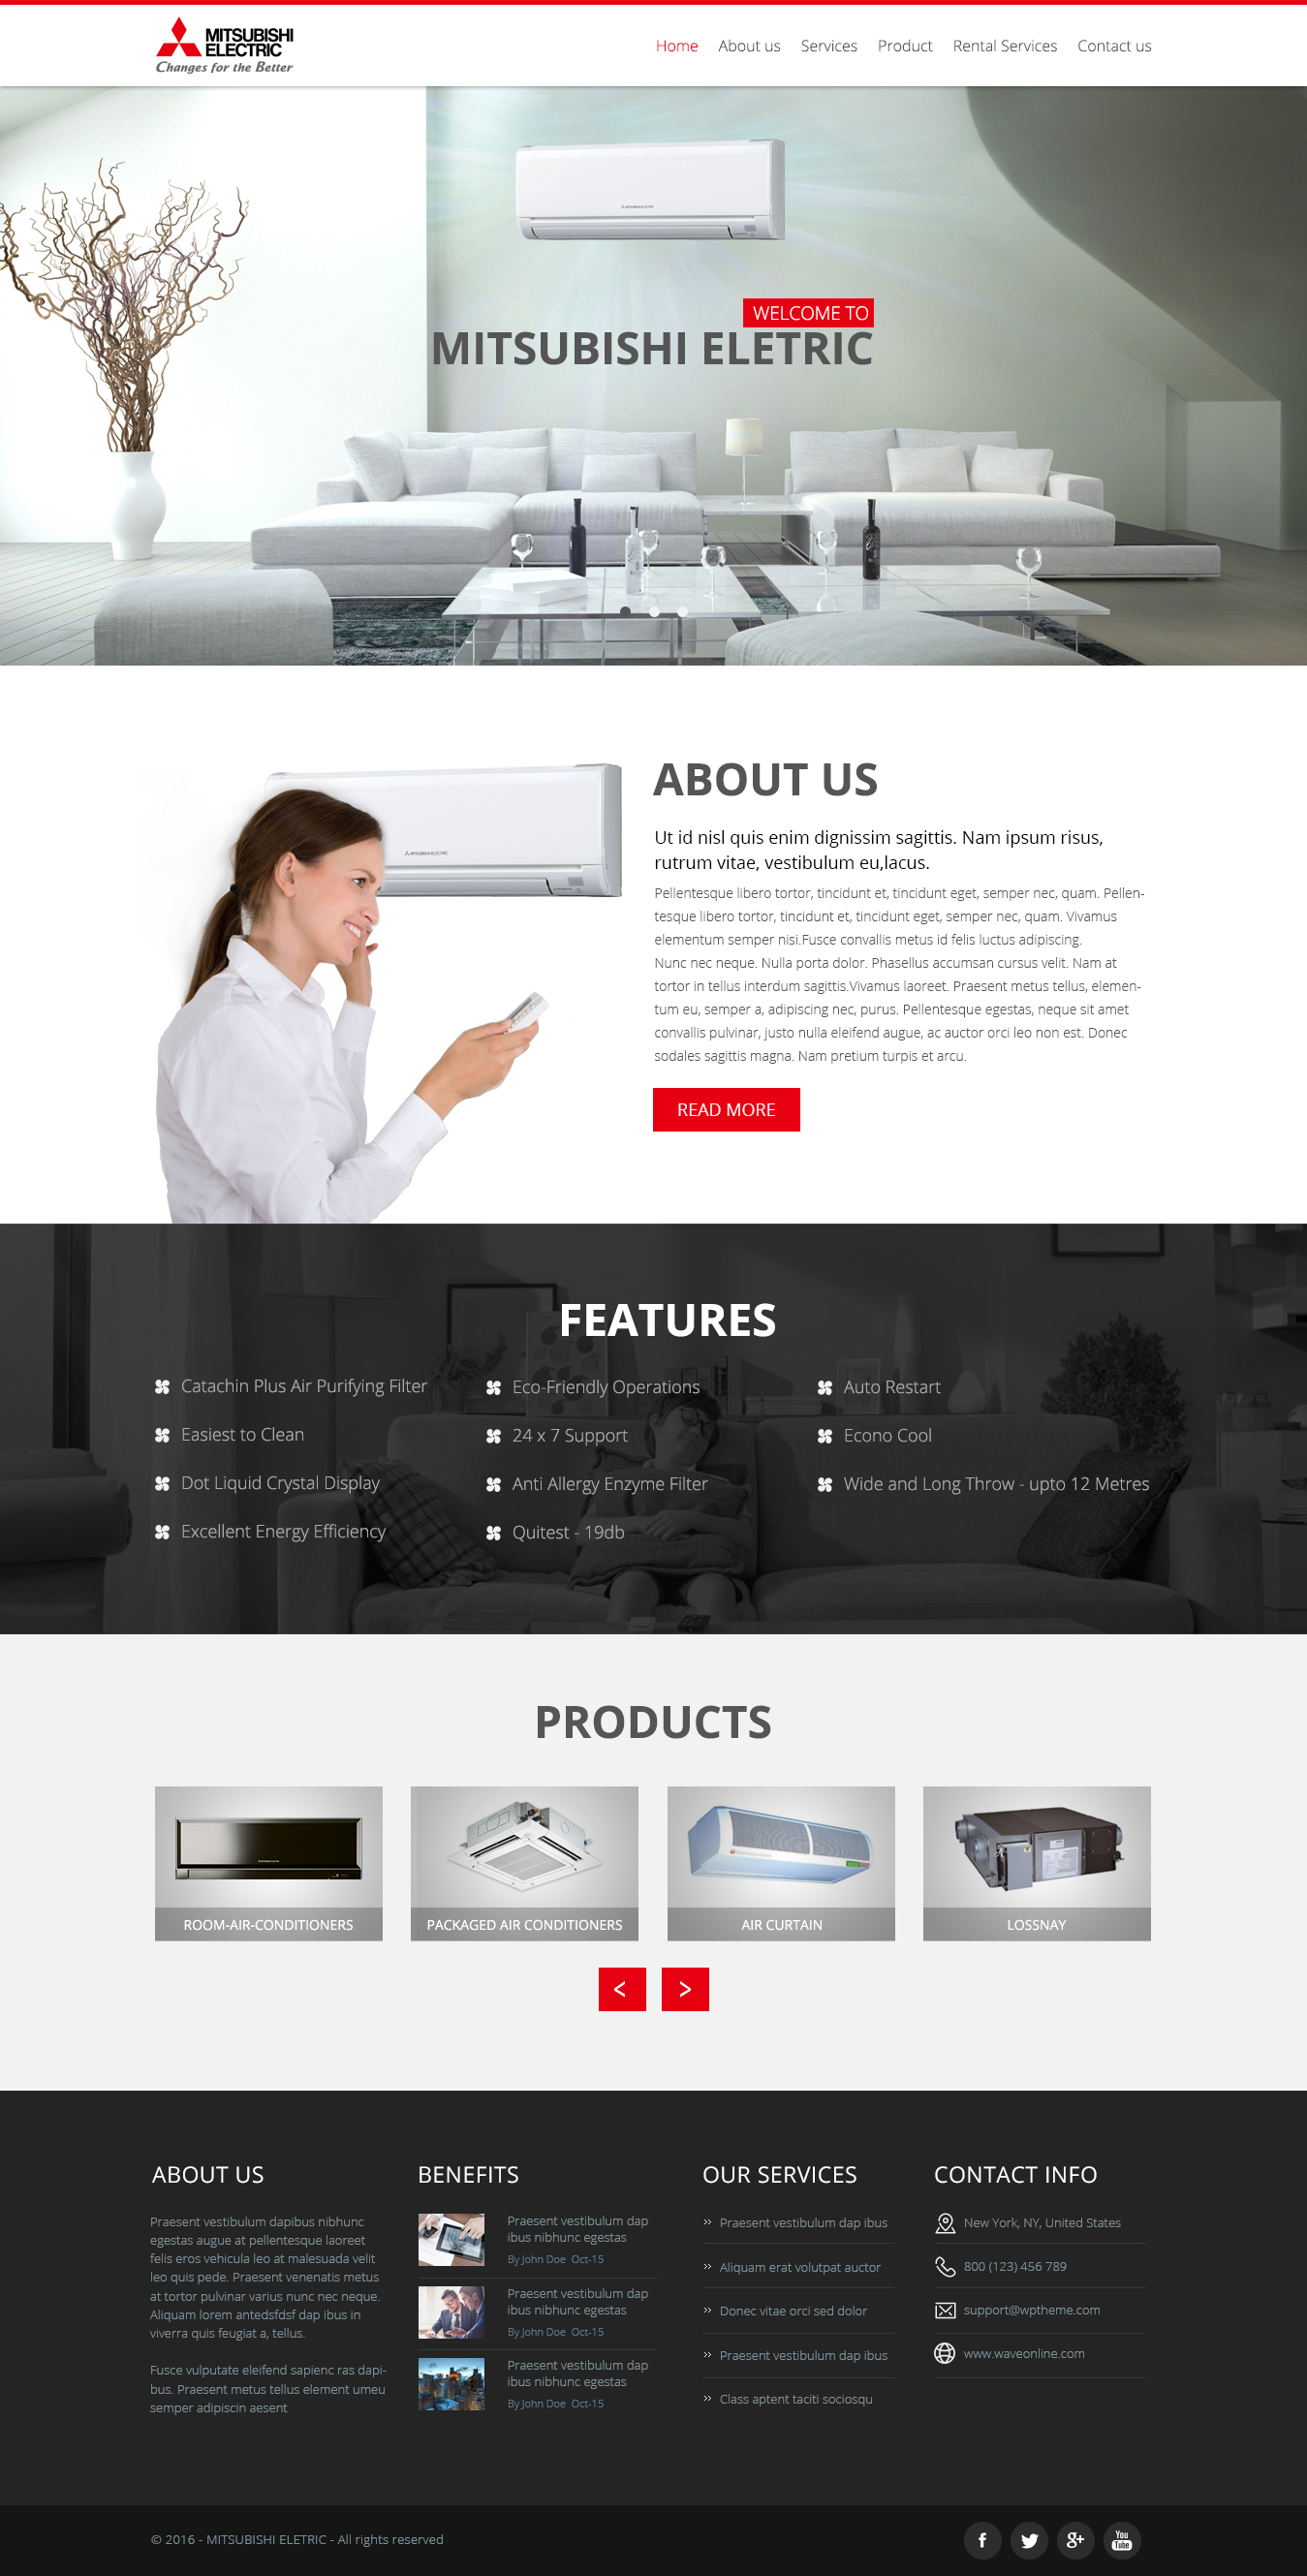 MITSUBISHI
ELECTRIC
Changes for the Better
Home About us Services Product Rental Services Contact us
MITSUBISHI ELECTRIC
WELCOME TO
MITSUBISHI ELETRIC
MITSUBISHI ELECTRIC
ABOUT US
Ut id nisl quis enim dignissim sagittis. Nam ipsum risus,
rutrum vitae, vestibulum eu,lacus.
Pellentesque libero tortor, tincidunt et, tincidunt eget, semper nec, quam. Pellen-
tesque libero tortor, tincidunt et, tincidunt eget, semper nec, quam. Vivamus
elementum semper nisi.Fusce convallis metus id felis luctus adipiscing.
Nunc nec neque. Nulla porta dolor. Phasellus accumsan cursus velit. Nam at
tortor in tellus interdum sagittis.Vivamus laoreet. Praesent metus tellus, elemen-
tum eu, semper a, adipiscing nec, purus. Pellentesque egestas, neque sit amet
convallis pulvinar, justo nulla eleifend augue, ac auctor orci leo non est. Donec
sodales sagittis magna. Nam pretium turpis et arcu.
READ MORE
FEATURES
Catachin Plus Air Purifying Filter
Easiest to Clean
Dot Liquid Crystal Display
Excellent Energy Efficiency
Eco-Friendly Operations
24 x 7 Support
Anti Allergy Enzyme Filter
Quitest - 19db
Auto Restart
Econo Cool
Wide and Long Throw - upto 12 Metres
PRODUCTS
ROOM-AIR-CONDITIONERS
PACKAGED AIR CONDITIONERS
AIR CURTAIN
LOSSNAY
< >
ABOUT US
Praesent vestibulum dapibus nibhunc
egestas augue at pellentesque laoreet
felis eros vehicula leo at malesuada velit
leo quis pede. Praesent venenatis metus
at tortor pulvinar varius nunc nec neque.
Aliquam lorem antedsfdsf dap ibus in
viverra quis feugiat a, tellus.
Fusce vulputate eleifend sapienc ras dapi-
bus. Praesent metus tellus element umeu
semper adipiscin aesent
BENEFITS
Praesent vestibulum dap
ibus nibhunc egestas
By John Doe Oct-15
Praesent vestibulum dap
ibus nibhunc egestas
By John Doe Oct-15
Praesent vestibulum dap
ibus nibhunc egestas
By John Doe Oct-15
OUR SERVICES
Praesent vestibulum dap ibus
Aliquam erat volutpat auctor
Donec vitae orci sed dolor
Praesent vestibulum dap ibus
Class aptent taciti sociosqu
CONTACT INFO
New York, NY, United States
800 (123) 456 789
support@wptheme.com
www.waveonline.com
© 2016 - MITSUBISHI ELETRIC - All rights reserved
f
g+
You
Tube